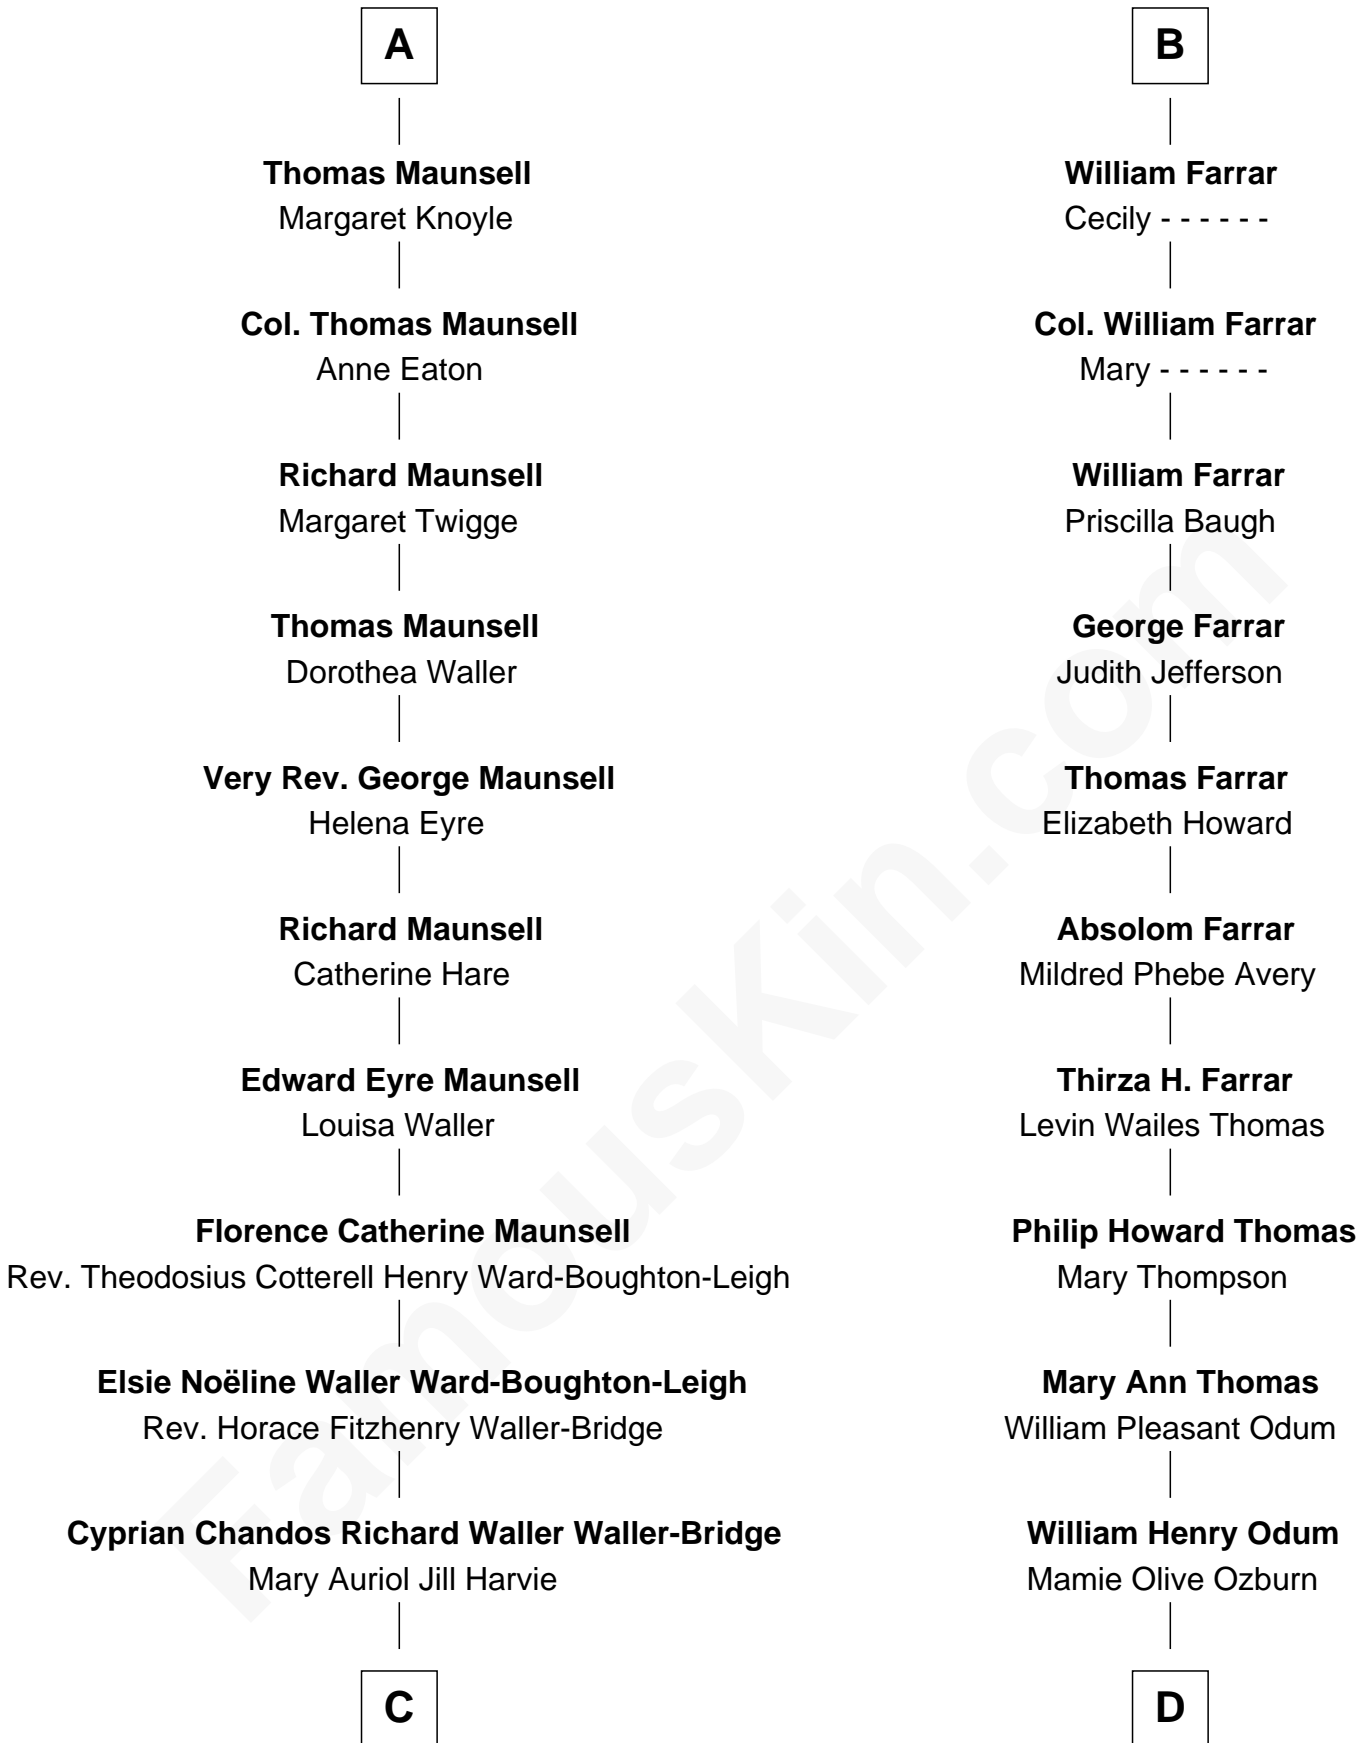 A
Thomas Maunsell
Margaret Knoyle
Col. Thomas Maunsell
Anne Eaton
Richard Maunsell
Margaret Twigge
Thomas Maunsell
Dorothea Waller
Very Rev. George Maunsell
Helena Eyre
Richard Maunsell
Catherine Hare
Edward Eyre Maunsell
Louisa Waller
Florence Catherine Maunsell
Rev. Theodosius Cotterell Henry Ward-Boughton-Leigh
Elsie Noëline Waller Ward-Boughton-Leigh
Rev. Horace Fitzhenry Waller-Bridge
Cyprian Chandos Richard Waller Waller-Bridge
Mary Auriol Jill Harvie
C
B
William Farrar
Cecily - - - - - -
Col. William Farrar
Mary - - - - - -
William Farrar
Priscilla Baugh
George Farrar
Judith Jefferson
Thomas Farrar
Elizabeth Howard
Absolom Farrar
Mildred Phebe Avery
Thirza H. Farrar
Levin Wailes Thomas
Philip Howard Thomas
Mary Thompson
Mary Ann Thomas
William Pleasant Odum
William Henry Odum
Mamie Olive Ozburn
D
FamousKin.com